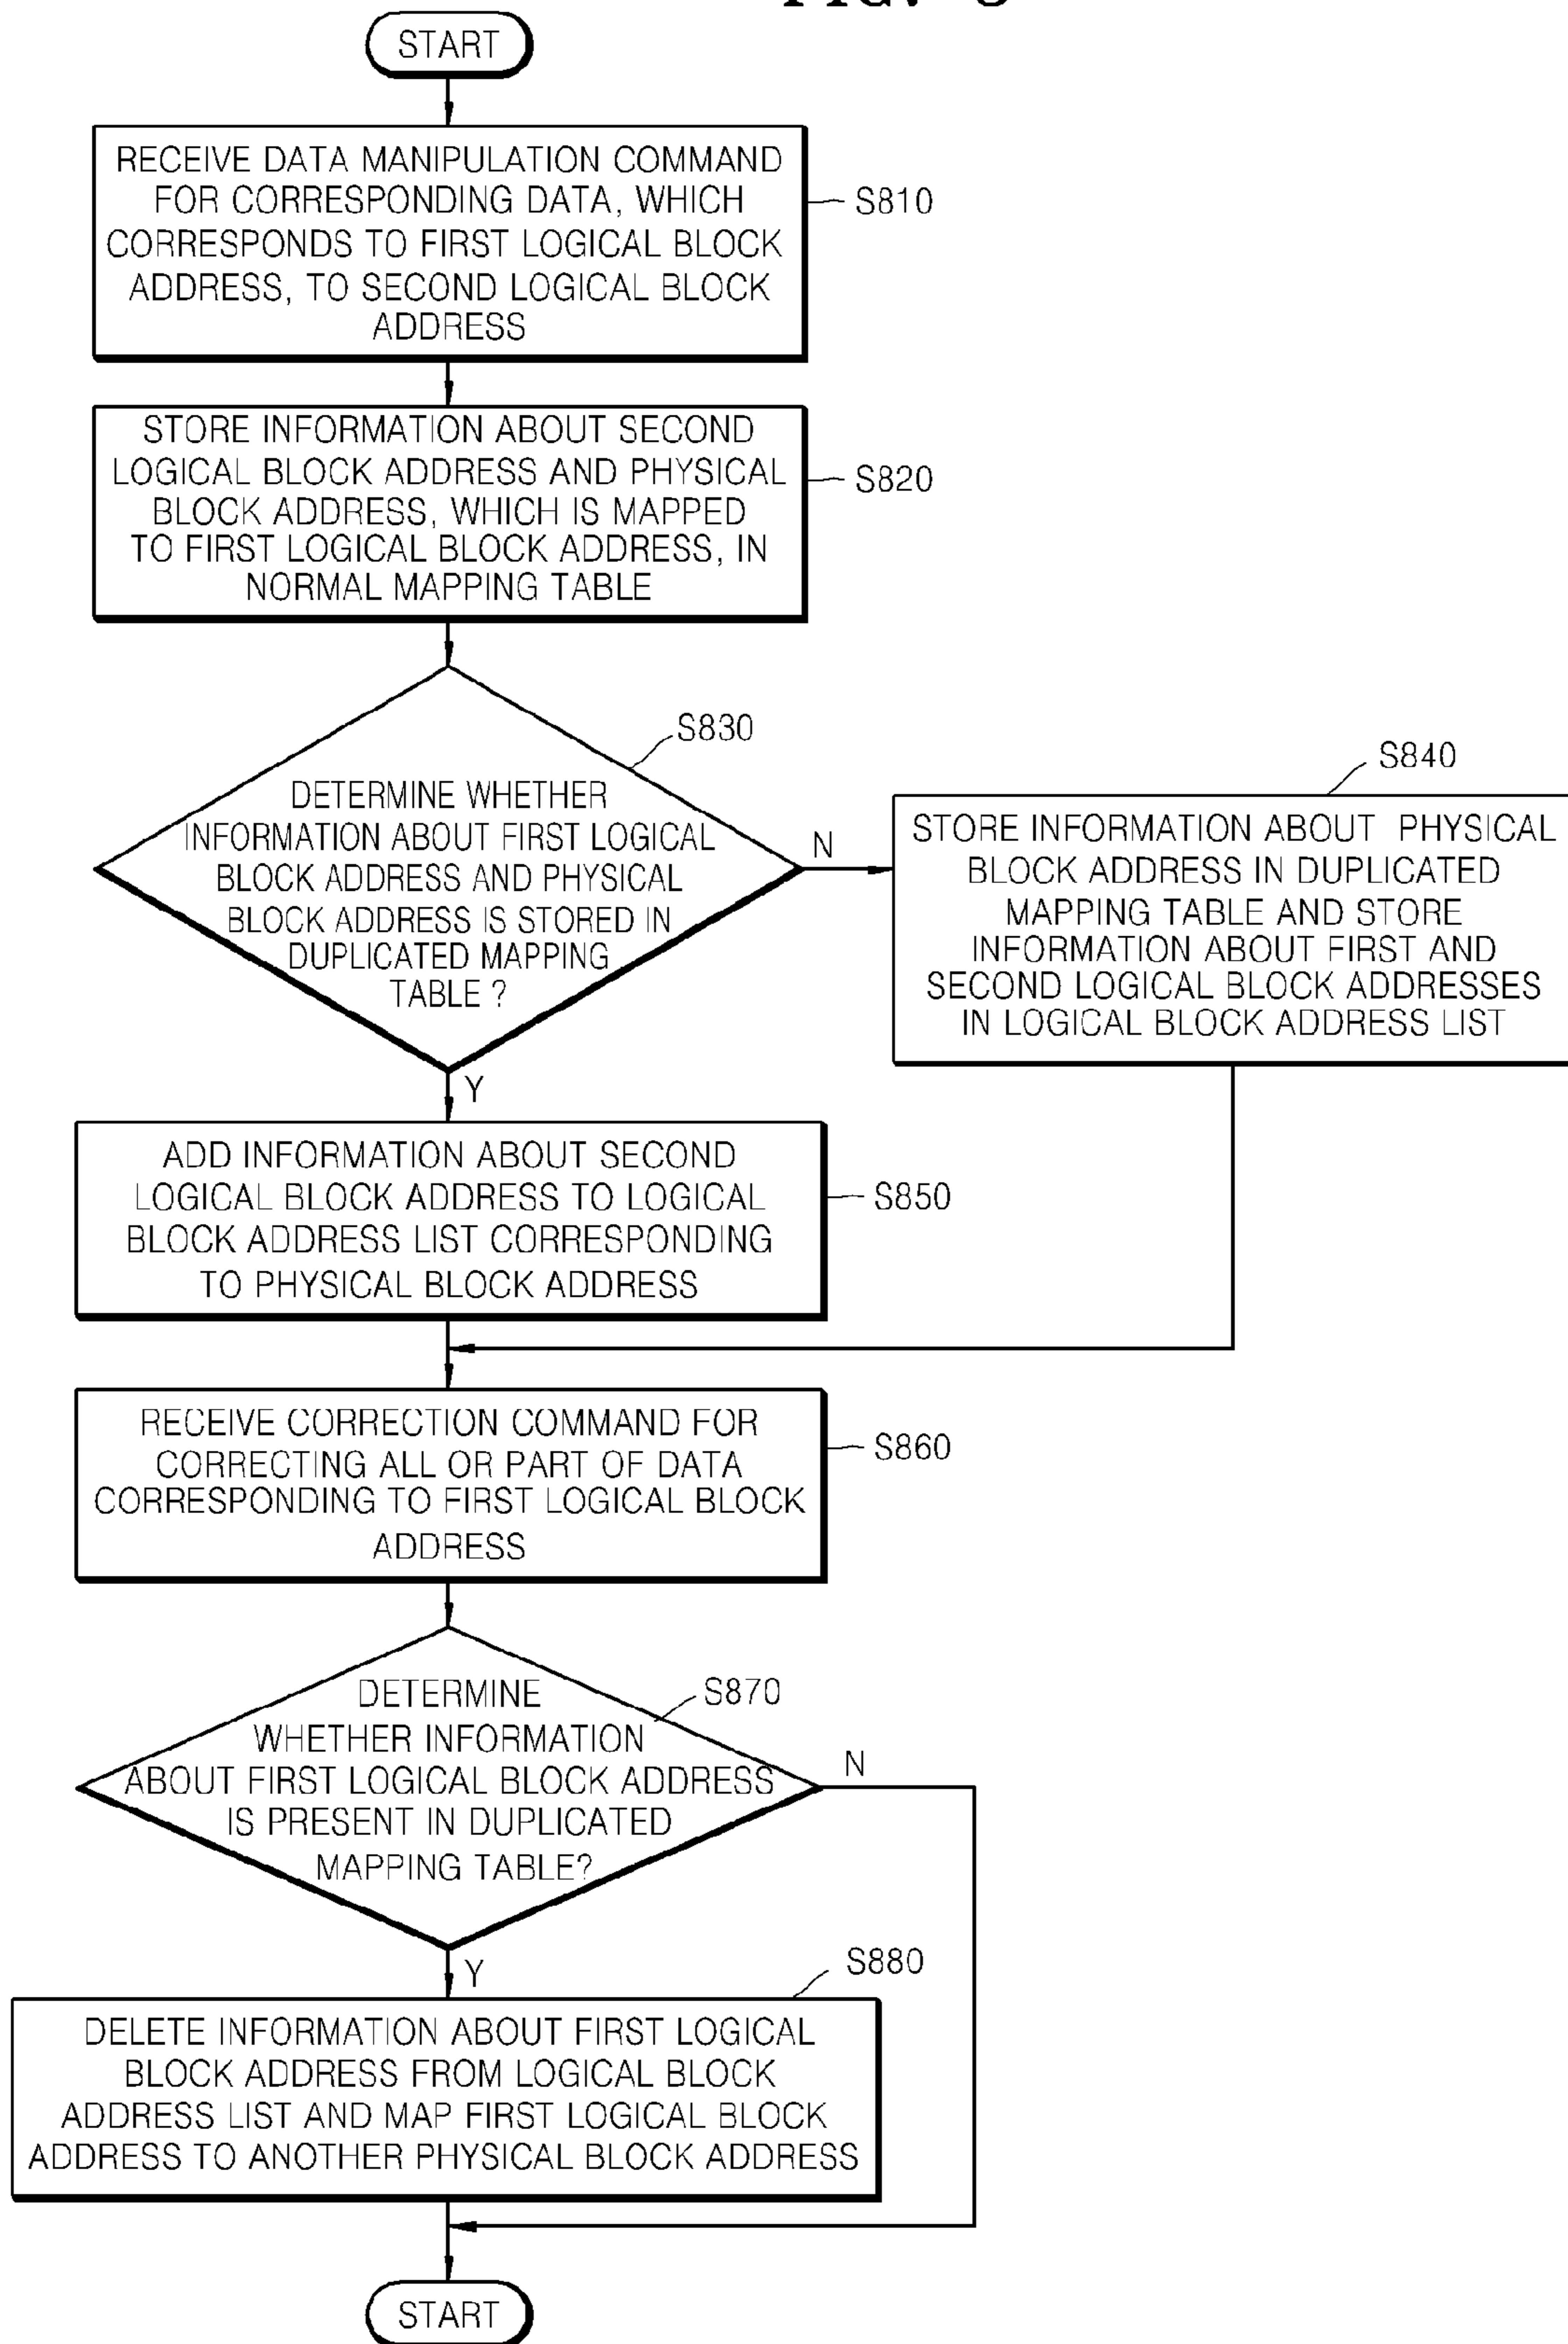 START
RECEIVE DATA MANIPULATION COMMAND
FOR CORRESPONDING DATA, WHICH
CORRESPONDS TO FIRST LOGICAL BLOCK
ADDRESS, TO SECOND LOGICAL BLOCK
ADDRESS
S810
STORE INFORMATION ABOUT SECOND
LOGICAL BLOCK ADDRESS AND PHYSICAL
BLOCK ADDRESS, WHICH IS MAPPED
TO FIRST LOGICAL BLOCK ADDRESS, IN
NORMAL MAPPING TABLE
S820
S830
DETERMINE WHETHER
INFORMATION ABOUT FIRST LOGICAL
BLOCK ADDRESS AND PHYSICAL
BLOCK ADDRESS IS STORED IN
DUPLICATED MAPPING
TABLE ?
N
S840
STORE INFORMATION ABOUT PHYSICAL
BLOCK ADDRESS IN DUPLICATED
MAPPING TABLE AND STORE
INFORMATION ABOUT FIRST AND
SECOND LOGICAL BLOCK ADDRESSES
IN LOGICAL BLOCK ADDRESS LIST
Y
ADD INFORMATION ABOUT SECOND
LOGICAL BLOCK ADDRESS TO LOGICAL
BLOCK ADDRESS LIST CORRESPONDING
TO PHYSICAL BLOCK ADDRESS
S850
RECEIVE CORRECTION COMMAND FOR
CORRECTING ALL OR PART OF DATA
CORRESPONDING TO FIRST LOGICAL BLOCK
ADDRESS
S860
DETERMINE
WHETHER INFORMATION
ABOUT FIRST LOGICAL BLOCK ADDRESS
IS PRESENT IN DUPLICATED
MAPPING TABLE?
S870
N
Y
S880
DELETE INFORMATION ABOUT FIRST LOGICAL
BLOCK ADDRESS FROM LOGICAL BLOCK
ADDRESS LIST AND MAP FIRST LOGICAL BLOCK
ADDRESS TO ANOTHER PHYSICAL BLOCK ADDRESS
START